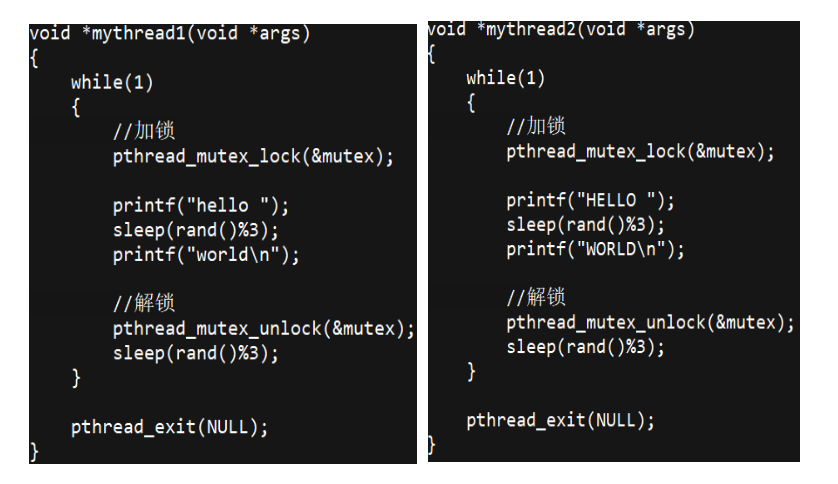 void *mythread1(void *args)
{
    while(1)
    {
        //加锁
        pthread_mutex_lock(&mutex);

        printf("hello ");
        sleep(rand()%3);
        printf("world\n");

        //解锁
        pthread_mutex_unlock(&mutex);
        sleep(rand()%3);
    }

    pthread_exit(NULL);
}
void *mythread2(void *args)
{
    while(1)
    {
        //加锁
        pthread_mutex_lock(&mutex);

        printf("HELLO ");
        sleep(rand()%3);
        printf("WORLD\n");

        //解锁
        pthread_mutex_unlock(&mutex);
        sleep(rand()%3);
    }

    pthread_exit(NULL);
}